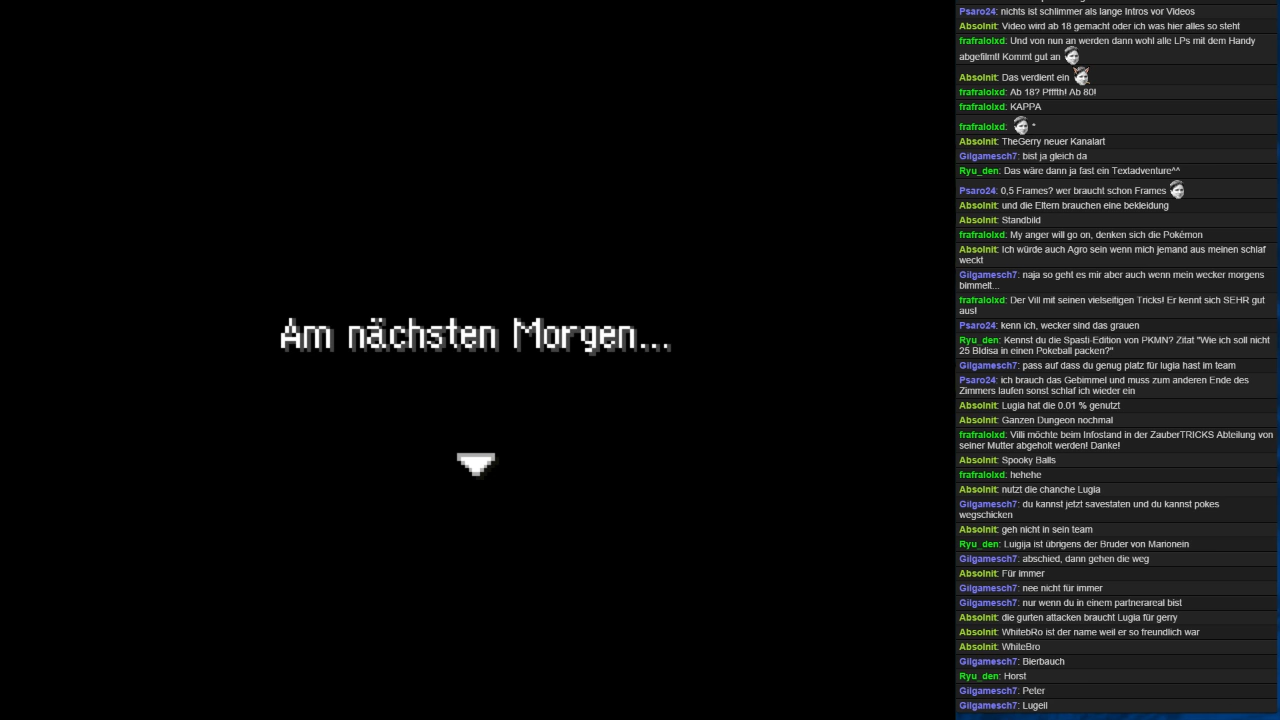 Psaro24: nichts ist schlimmer als lange Intros vor Videos
Absolnit: Video wird ab 18 gemacht oder ich was hier alles so steht
frafralolxd: Und von nun an werden dann wohl alle LPs mit dem Handy
abgefilmt! Kommt gut an
Absolnit: Das verdient ein
frafralolxd: Ab 18? Pfffth! Ab 80!
frafralolxd: KAPPA
frafralolxd: *
Absolnit: TheGerry neuer Kanalart
Gilgamesch7: bist ja gleich da
Ryu_den: Das wäre dann ja fast ein Textadventure^^
Psaro24: 0,5 Frames? wer braucht schon Frames
Absolnit: und die Eltern brauchen eine bekleidung
Absolnit: Standbild
frafralolxd: My anger will go on, denken sich die Pokémon
Absolnit: Ich würde auch Agro sein wenn mich jemand aus meinen schlaf
weckt
Gilgamesch7: naja so geht es mir aber auch wenn mein wecker morgens
bimmelt...
frafralolxd: Der Vill mit seinen vielseitigen Tricks! Er kennt sich SEHR gut
aus!
Psaro24: kenn ich, wecker sind das grauen
Ryu_den: Kennst du die Spasti-Edition von PKMN? Zitat "Wie ich soll nicht
25 BIdisa in einen Pokeball packen?"
Gilgamesch7: pass auf dass du genug platz für lugia hast im team
Psaro24: ich brauch das Gebimmel und muss zum anderen Ende des
Zimmers laufen sonst schlaf ich wieder ein
Absolnit: Lugia hat die 0.01 % genutzt
Absolnit: Ganzen Dungeon nochmal
frafralolxd: Villi möchte beim Infostand in der ZauberTRICKS Abteilung von
seiner Mutter abgeholt werden! Danke!
Absolnit: Spooky Balls
frafralolxd: hehehe
Absolnit: nutzt die chanche Lugia
Gilgamesch7: du kannst jetzt savestaten und du kannst pokes
wegschicken
Absolnit: geh nicht in sein team
Ryu_den: Luigija ist übrigens der Bruder von Marionein
Gilgamesch7: abschied, dann gehen die weg
Absolnit: Für immer
Gilgamesch7: nee nicht für immer
Gilgamesch7: nur wenn du in einem partnerareal bist
Absolnit: die gurten attacken braucht Lugia für gerry
Absolnit: WhitebRo ist der name weil er so freundlich war
Absolnit: WhiteBro
Gilgamesch7: Bierbauch
Ryu_den: Horst
Gilgamesch7: Peter
Gilgamesch7: Lugeil
Am nächsten Morgen...